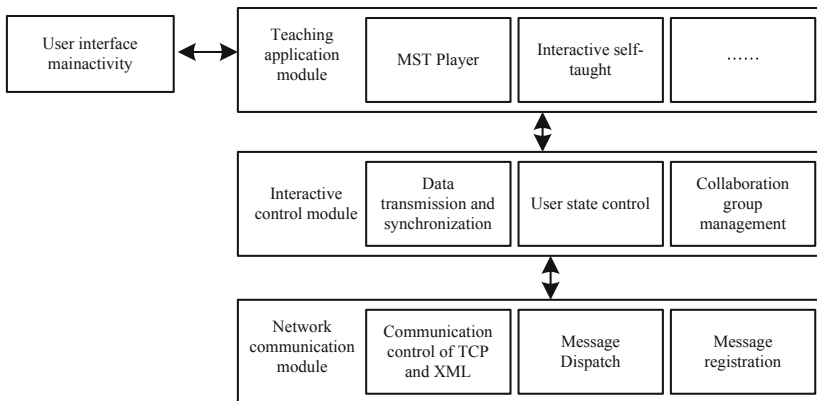 User interface
mainactivity
Teaching
application
module
MST Player
Interactive self-
taught
……
Interactive
control module
Data
transmission and
synchronization
User state control
Collaboration
group
management
Network
communication
module
Communication
control of TCP
and XML
Message
Dispatch
Message
registration